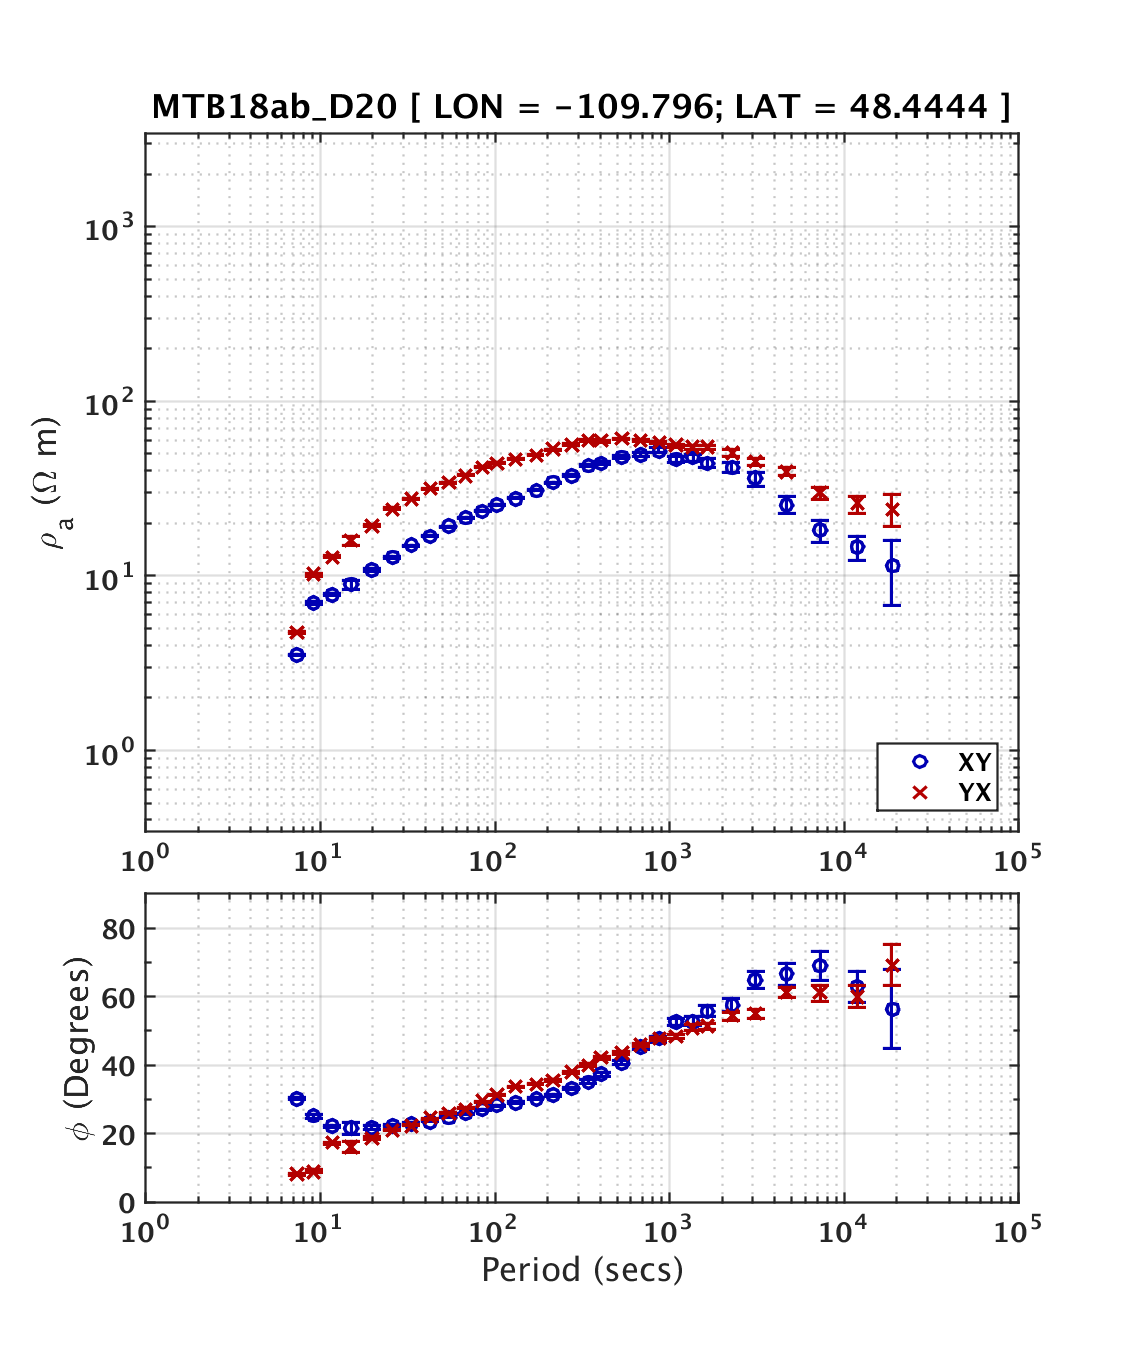 MTB18ab_D20 [ LON = -109.796; LAT = 48.4444 ]
10³
10²
10¹
10⁰
ρₐ (Ω m)
XY
YX
10⁰ 10¹ 10² 10³ 10⁴ 10⁵
80
60
40
20
0
ϕ (Degrees)
10⁰ 10¹ 10² 10³ 10⁴ 10⁵
Period (secs)